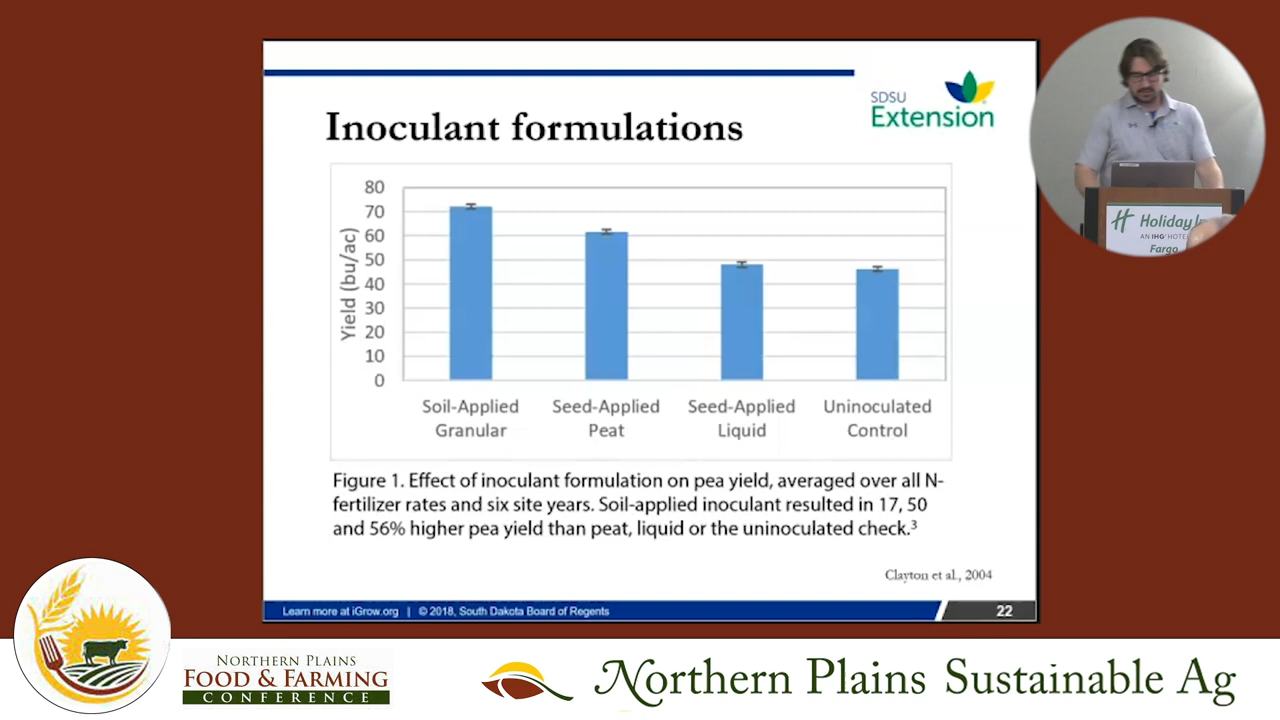 SDSU
Extension
Inoculant formulations
Yield (bu/ac)
80
70
60
50
40
30
20
10
0
Soil-Applied
Granular
Seed-Applied
Peat
Seed-Applied
Liquid
Uninoculated
Control
Figure 1. Effect of inoculant formulation on pea yield, averaged over all N-
fertilizer rates and six site years. Soil-applied inoculant resulted in 17, 50
and 56% higher pea yield than peat, liquid or the uninoculated check.³
Clayton et al., 2004
Learn more at iGrow.org | © 2018, South Dakota Board of Regents
22
H Holiday
AN IHG HOTEL
Fargo
NORTHERN PLAINS
FOOD & FARMING
CONFERENCE
Northern Plains Sustainable Ag